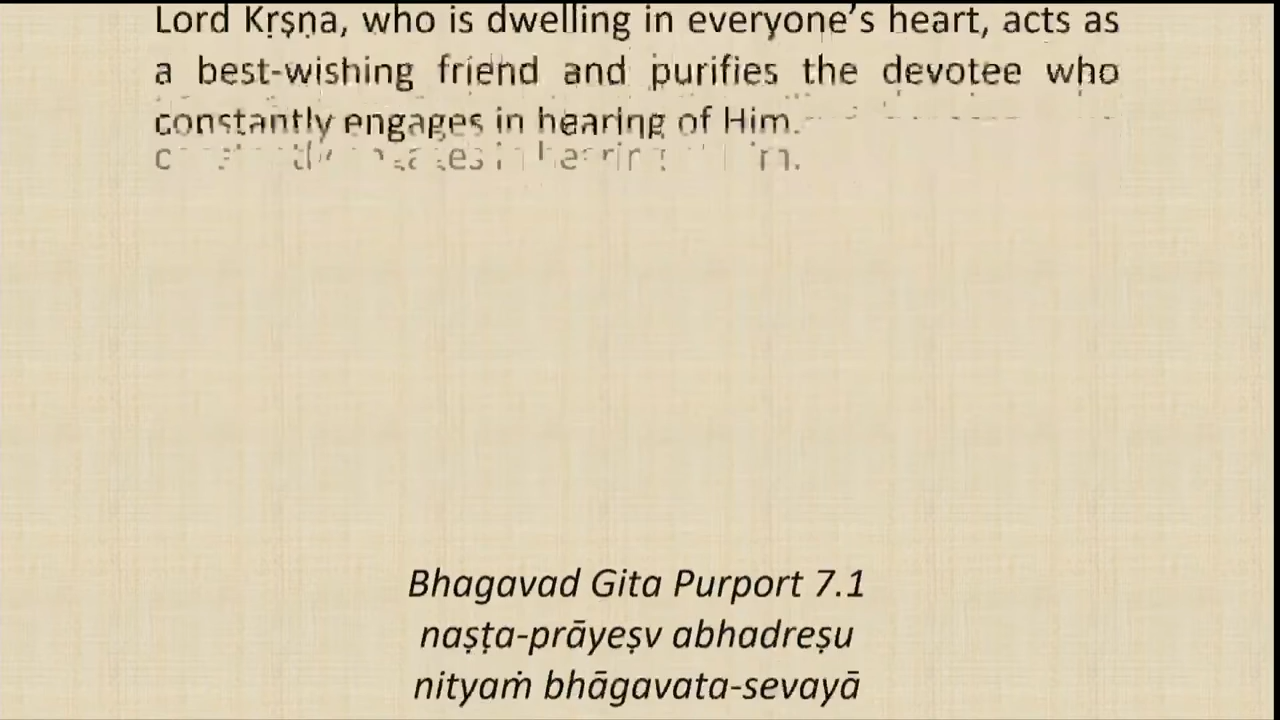 Lord Kṛṣṇa, who is dwelling in everyone’s heart, acts as
a best-wishing friend and purifies the devotee who
constantly engages in hearing of Him.
Bhagavad Gita Purport 7.1
naṣṭa-prāyeṣv abhadreṣu
nityaṁ bhāgavata-sevayā